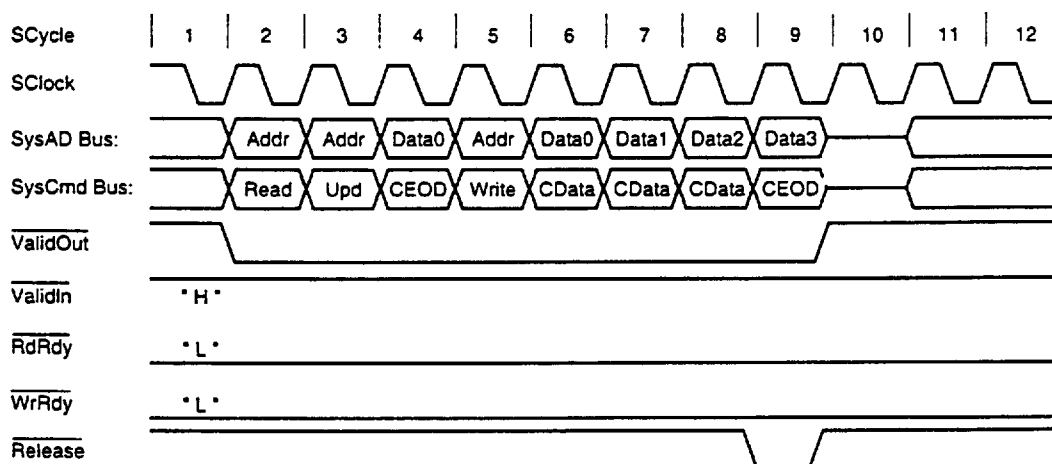 SCycle 1 2 3 4 5 6 7 8 9 10 11 12
SClock
SysAD Bus: Addr Addr Data0 Addr Data0 Data1 Data2 Data3
SysCmd Bus: Read Upd CEOD Write CData CData CData CEOD
ValidOut
ValidIn "H"
RdRdy "L"
WrRdy "L"
Release